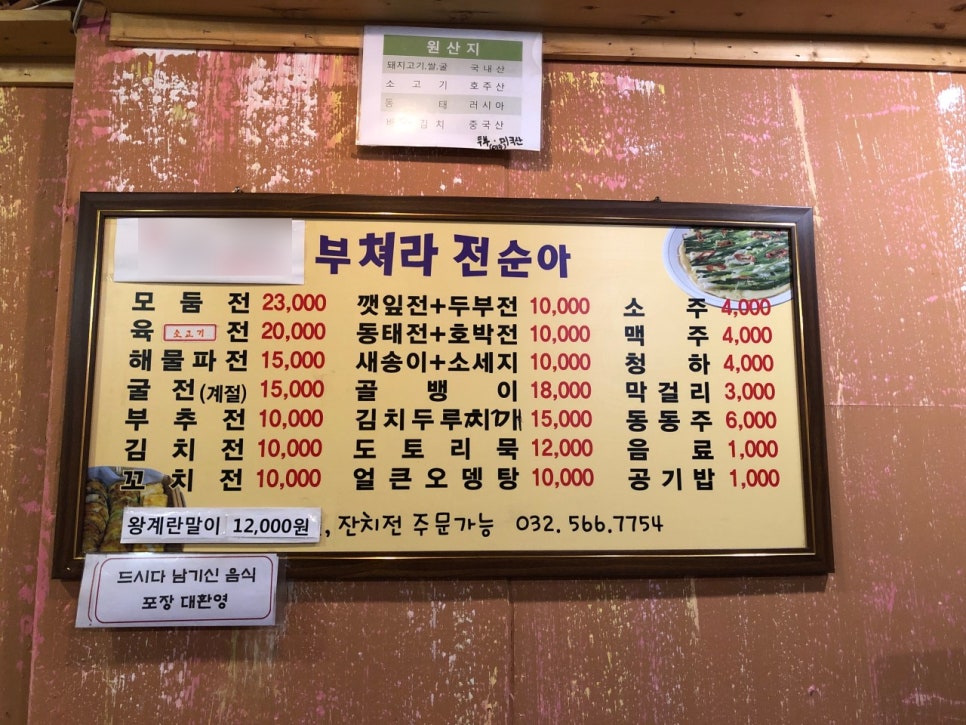 원산지
돼지고기.쌀.굴 국내산
소고기 호주산
동태 러시아
김치 중국산
두부 · 미국산
부쳐라 전순아
모둠전 23,000
육 소고기 전 20,000
해물파전 15,000
굴전(계절) 15,000
부추전 10,000
김치전 10,000
꼬치전 10,000
깻잎전+두부전 10,000
동태전+호박전 10,000
새송이+소세지 10,000
골뱅이 18,000
김치두루찌개 15,000
도토리묵 12,000
얼큰오뎅탕 10,000
소주 4,000
맥주 4,000
청하 4,000
막걸리 3,000
동동주 6,000
음료 1,000
공기밥 1,000
왕계란말이 12,000원 , 잔치전 주문가능 032. 566.7754
드시다 남기신 음식
포장 대환영